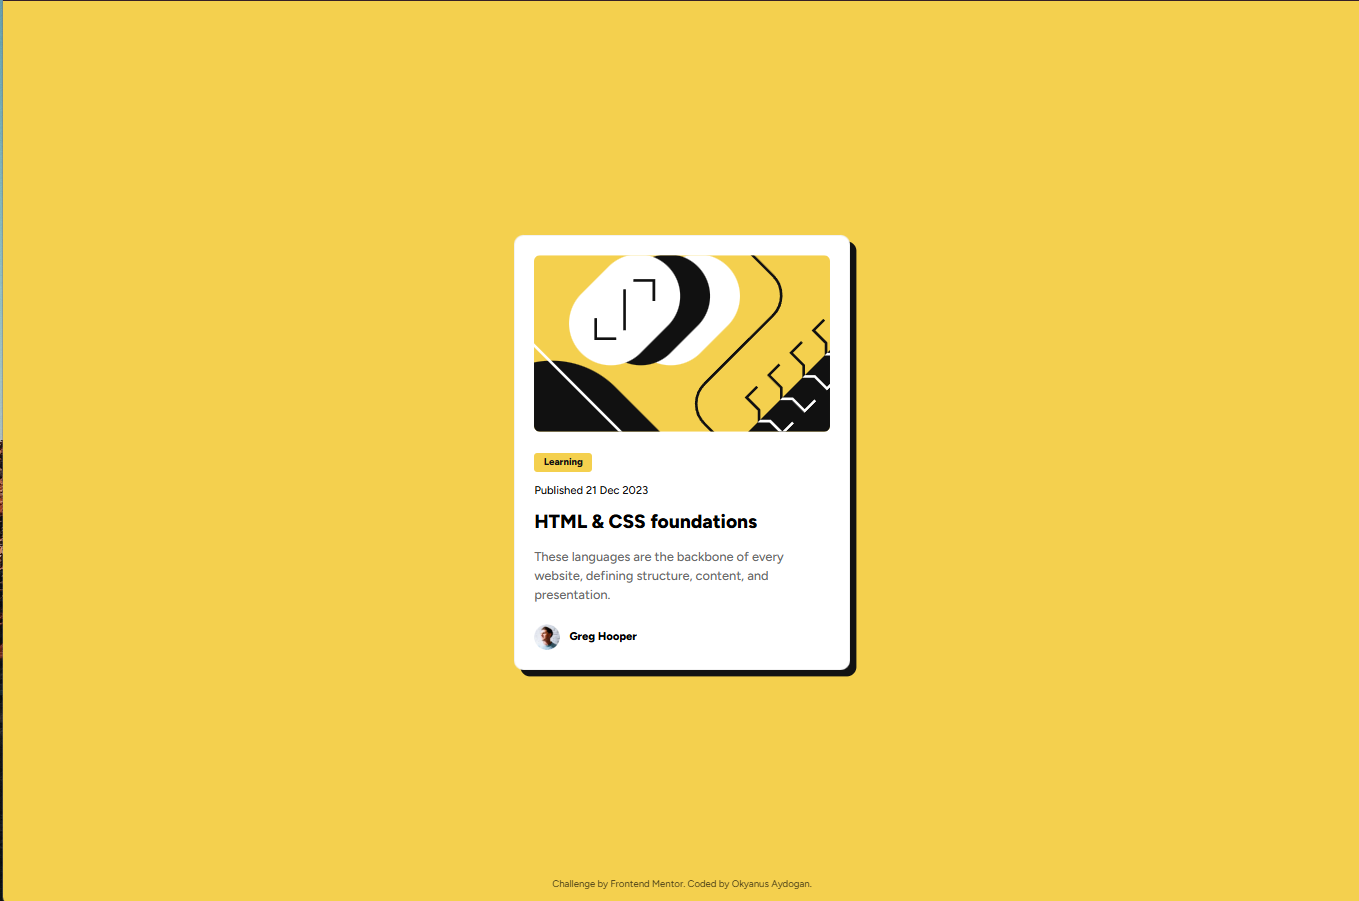 Learning
Published 21 Dec 2023
HTML & CSS foundations
These languages are the backbone of every
website, defining structure, content, and
presentation.
Greg Hooper
Challenge by Frontend Mentor. Coded by Okyanus Aydogan.